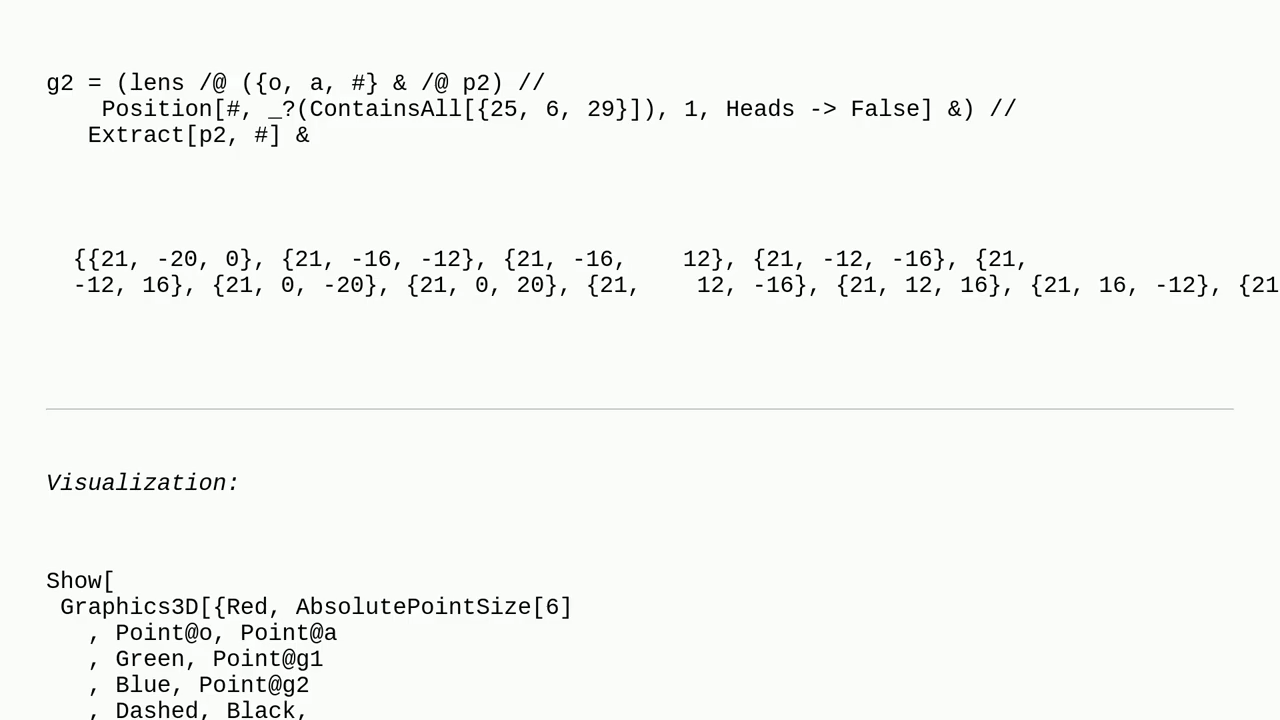 g2 = (lens /@ ({o, a, #} & /@ p2) //
    Position[#, _?(ContainsAll[{25, 6, 29}]), 1, Heads -> False] &) //
   Extract[p2, #] &
{{21, -20, 0}, {21, -16, -12}, {21, -16,    12}, {21, -12, -16}, {21,
-12, 16}, {21, 0, -20}, {21, 0, 20}, {21,    12, -16}, {21, 12, 16}, {21, 16, -12}, {21
Visualization:
Show[
 Graphics3D[{Red, AbsolutePointSize[6]
   , Point@o, Point@a
   , Green, Point@g1
   , Blue, Point@g2
   , Dashed, Black,